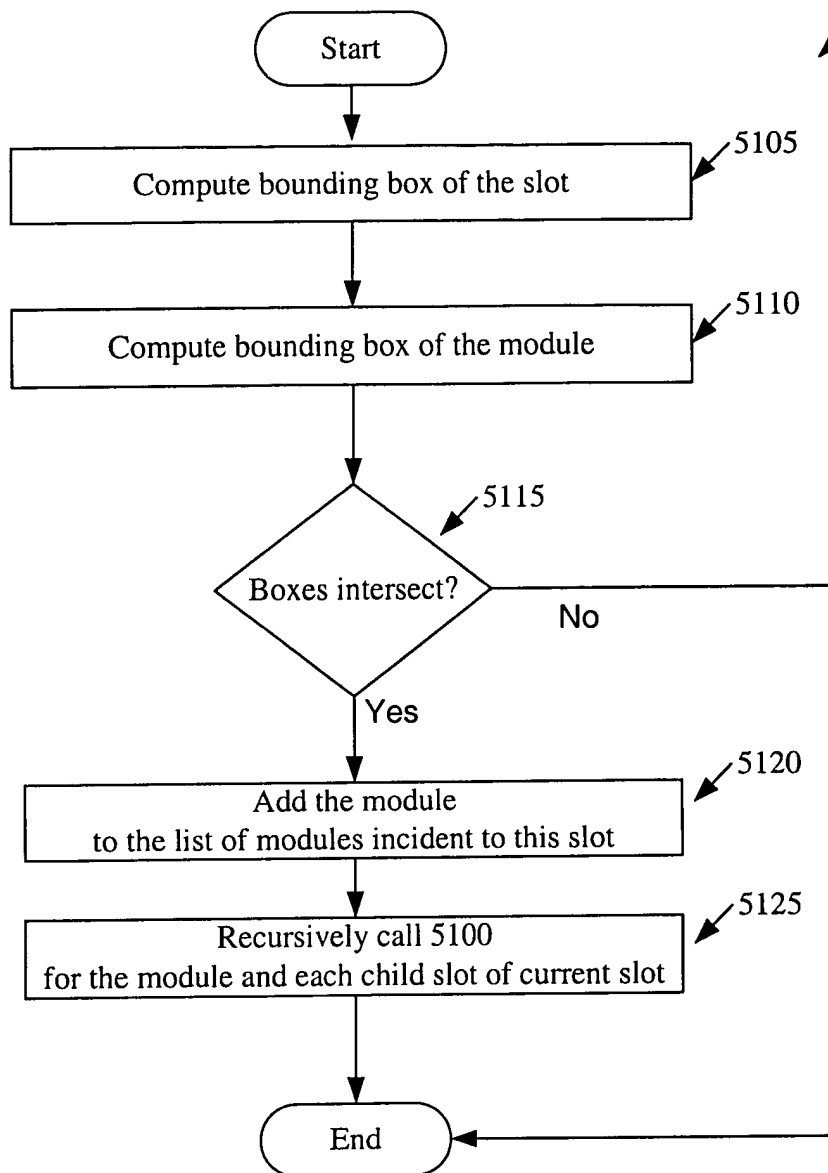 Start
5105
Compute bounding box of the slot
5110
Compute bounding box of the module
5115
Boxes intersect?
No
Yes
5120
Add the module
to the list of modules incident to this slot
5125
Recursively call 5100
for the module and each child slot of current slot
End